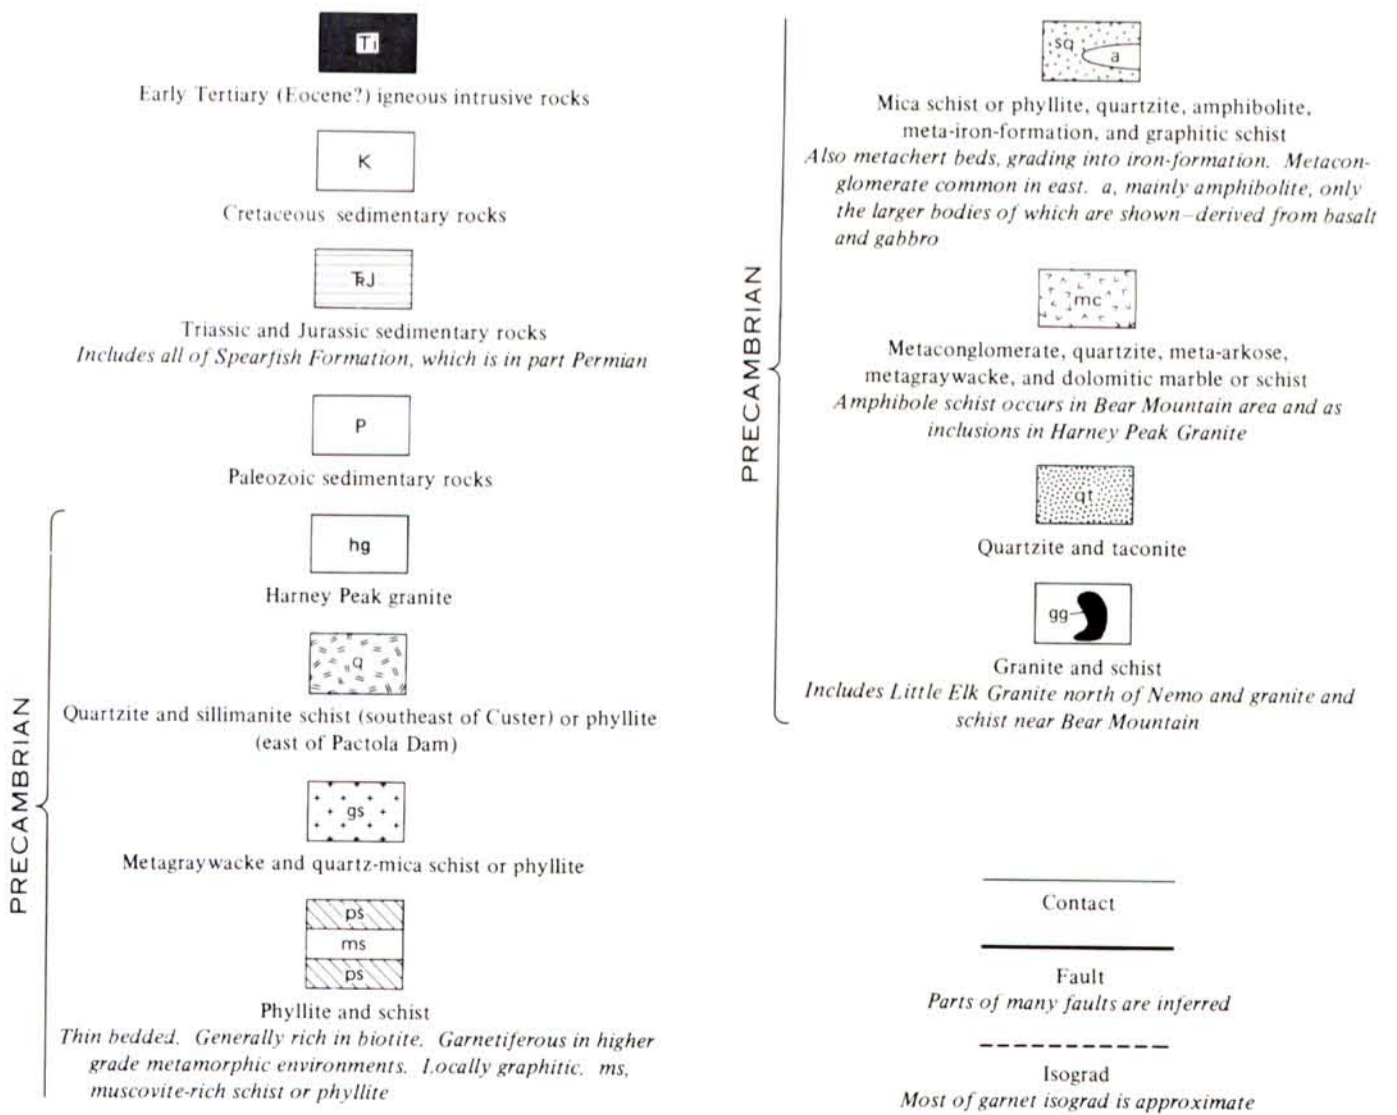 Ti
Early Tertiary (Eocene?) igneous intrusive rocks
K
Cretaceous sedimentary rocks
TRJ
Triassic and Jurassic sedimentary rocks
Includes all of Spearfish Formation, which is in part Permian
P
Paleozoic sedimentary rocks
PRECAMBRIAN
hg
Harney Peak granite
q
Quartzite and sillimanite schist (southeast of Custer) or phyllite
(east of Pactola Dam)
gs
Metagraywacke and quartz-mica schist or phyllite
ps
ms
ps
Phyllite and schist
Thin bedded. Generally rich in biotite. Garnetiferous in higher
grade metamorphic environments. Locally graphitic. ms,
muscovite-rich schist or phyllite
PRECAMBRIAN
sq
a
Mica schist or phyllite, quartzite, amphibolite,
meta-iron-formation, and graphitic schist
Also metachert beds, grading into iron-formation. Metacon-
glomerate common in east. a, mainly amphibolite, only
the larger bodies of which are shown–derived from basalt
and gabbro
mc
Metaconglomerate, quartzite, meta-arkose,
metagraywacke, and dolomitic marble or schist
Amphibole schist occurs in Bear Mountain area and as
inclusions in Harney Peak Granite
qt
Quartzite and taconite
gg
Granite and schist
Includes Little Elk Granite north of Nemo and granite and
schist near Bear Mountain
Contact
Fault
Parts of many faults are inferred
Isograd
Most of garnet isograd is approximate